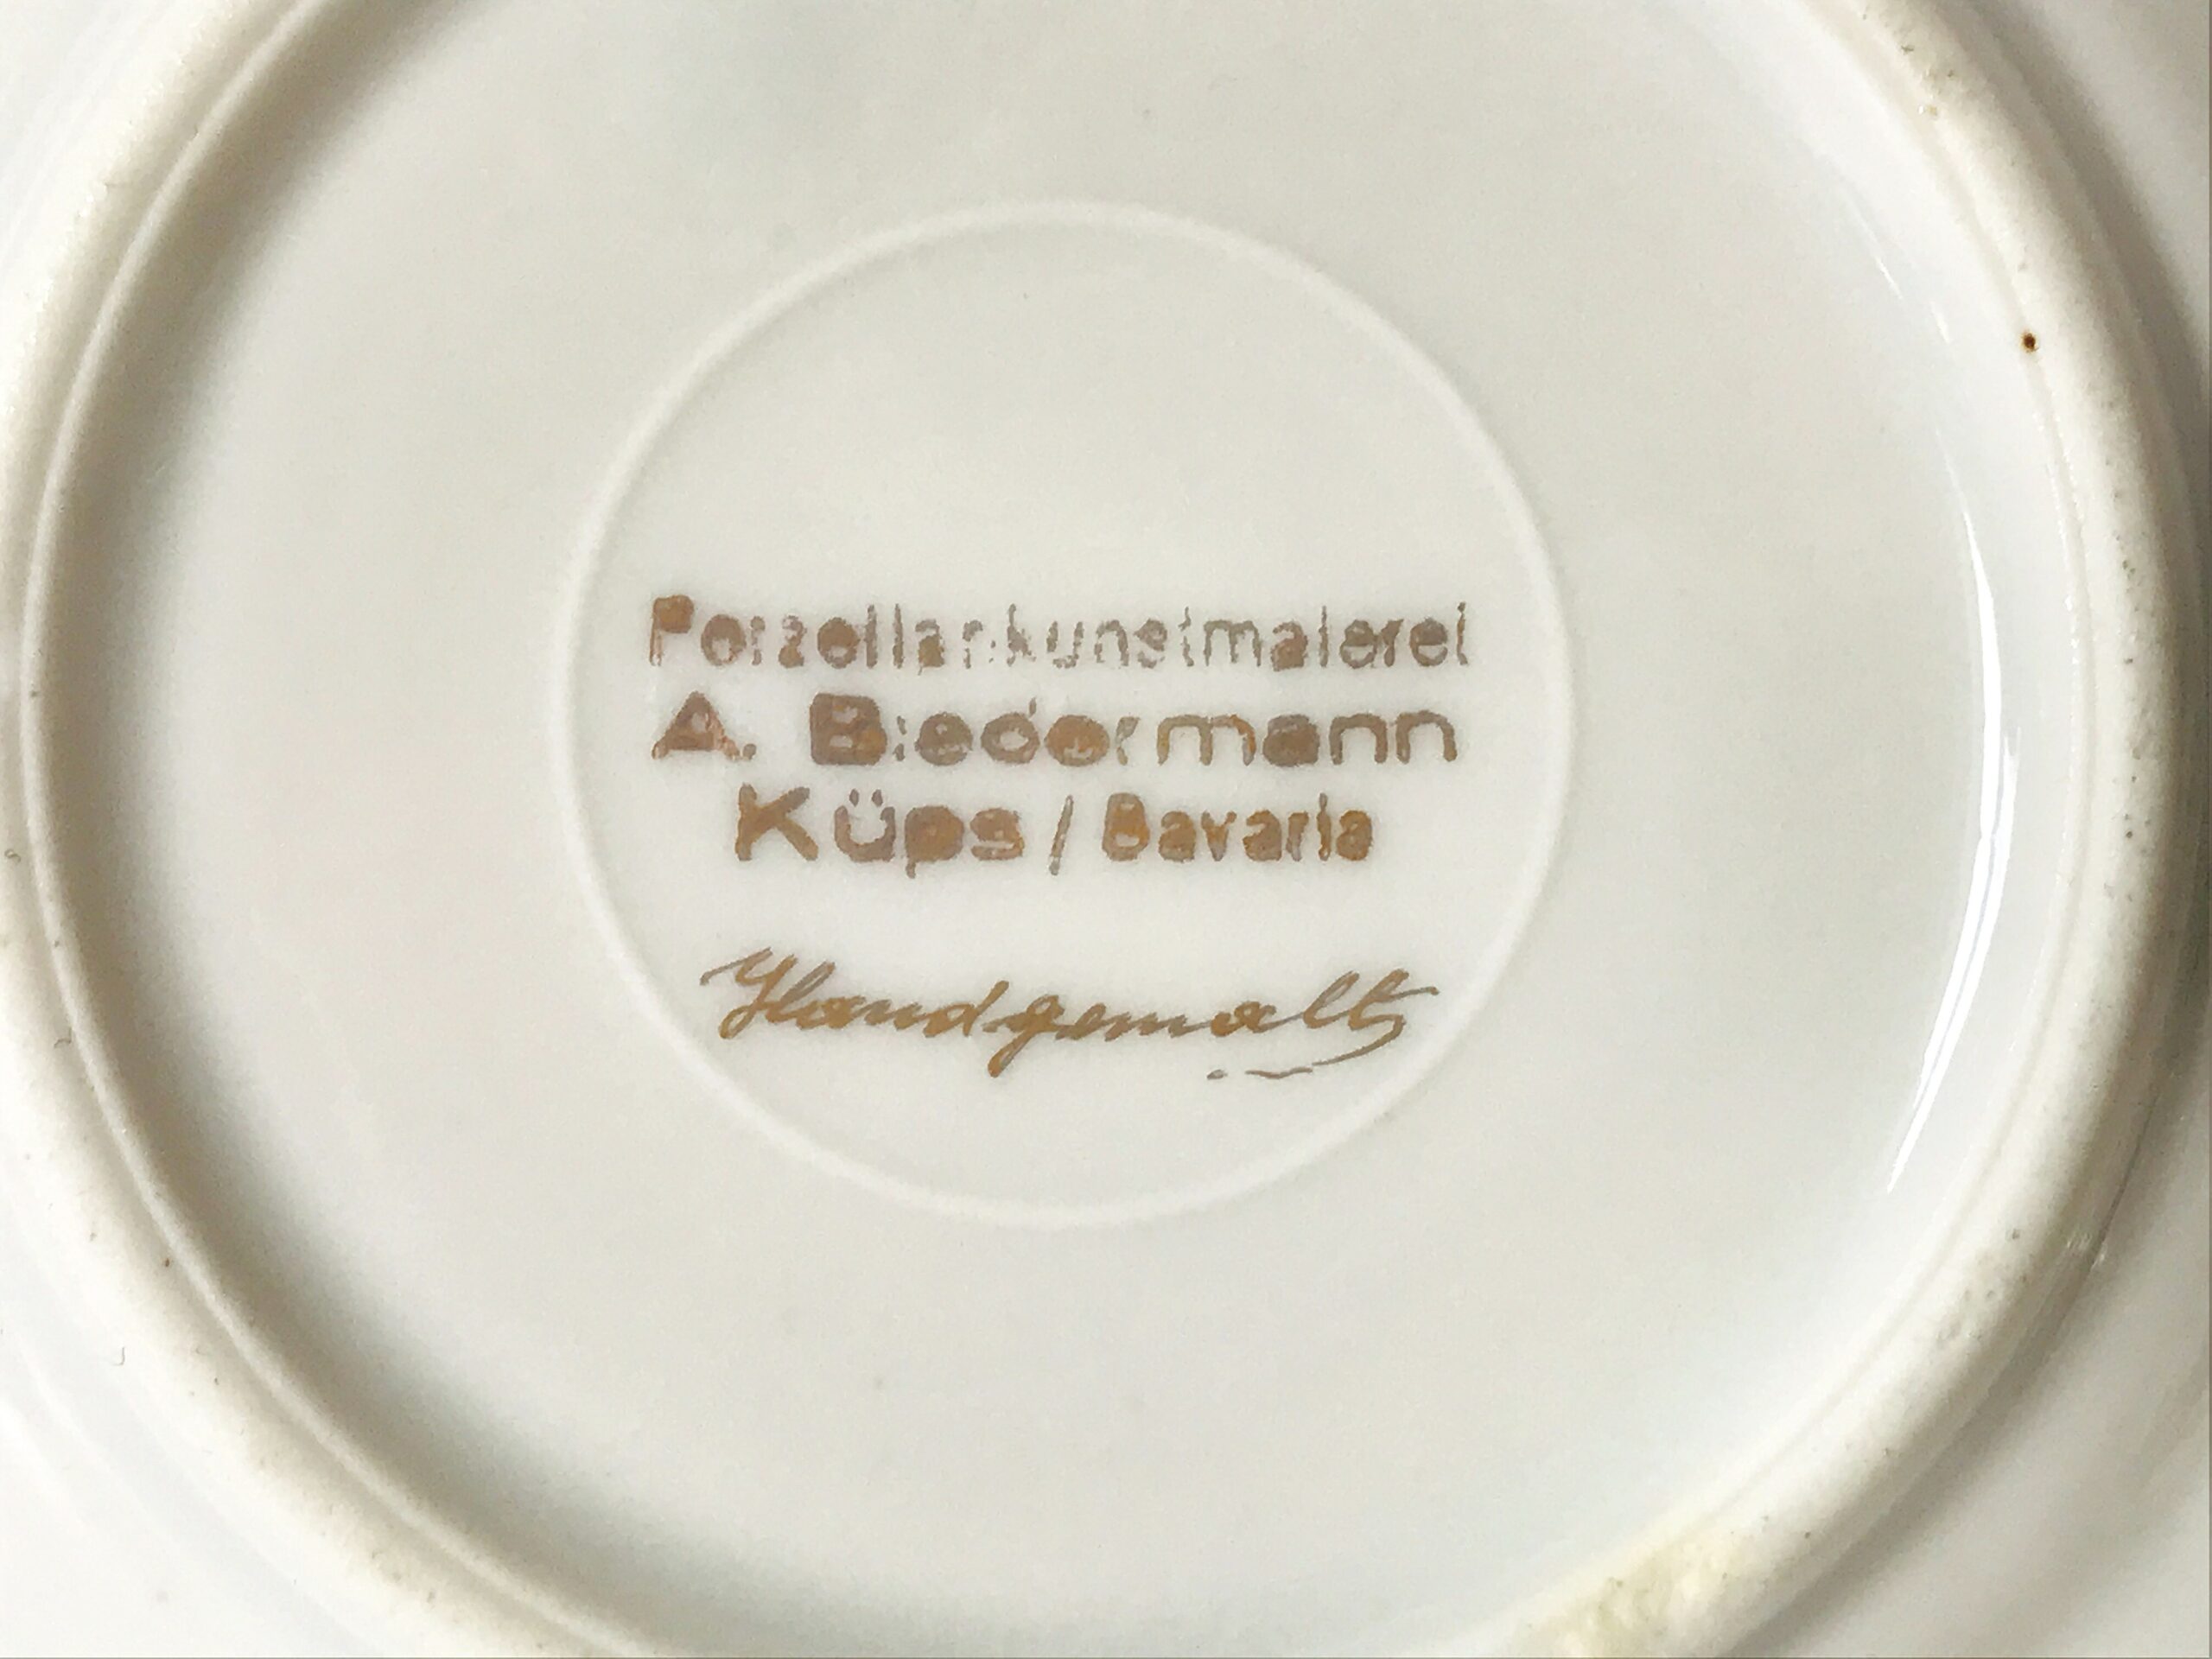 Porzellankunstmalerei
A. Biedermann
Küps / Bavaria
Handgemalt